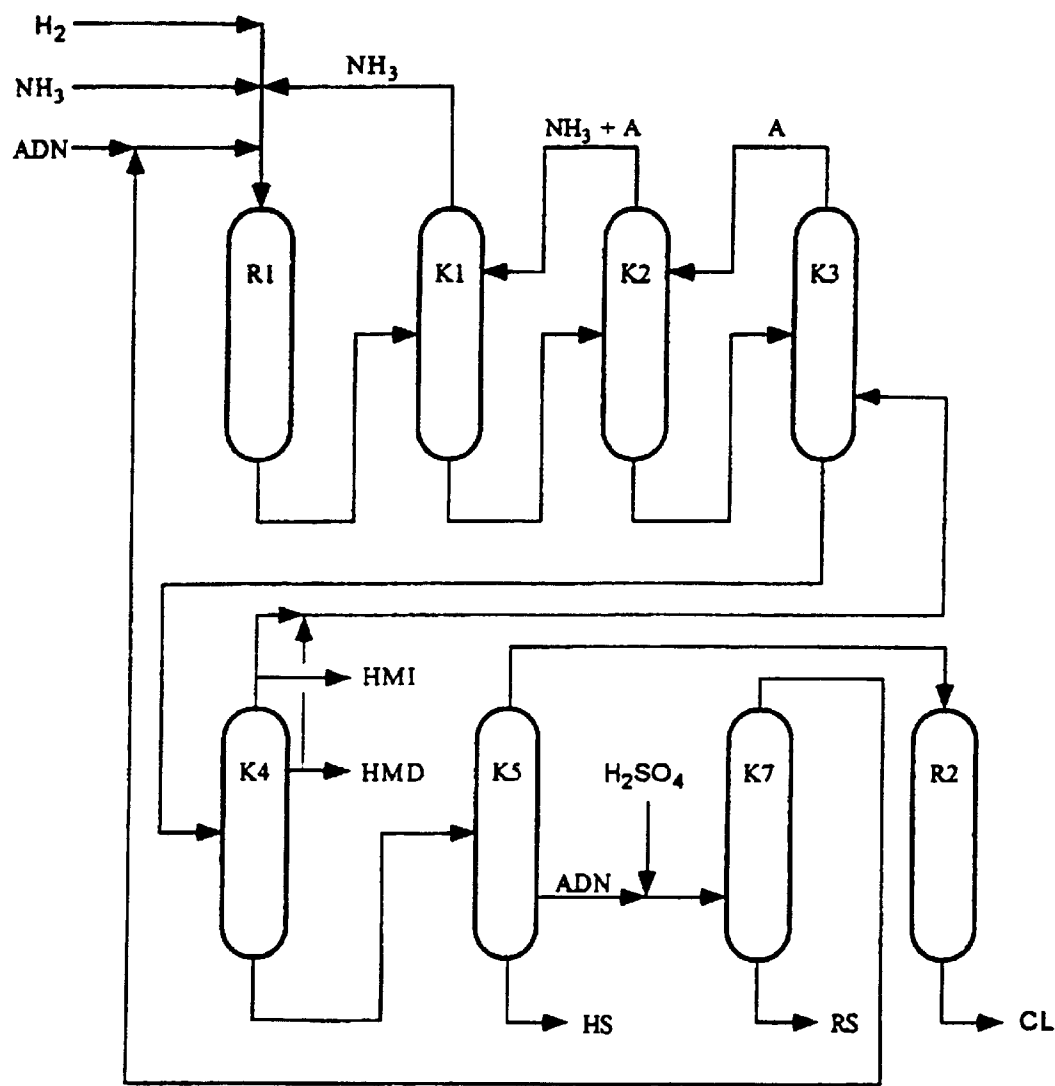 H₂
NH₃
NH₃
NH₃ + A
A
ADN
R1
K1
K2
K3
HMI
K4
HMD
K5
H₂SO₄
K7
R2
ADN
HS
RS
CL